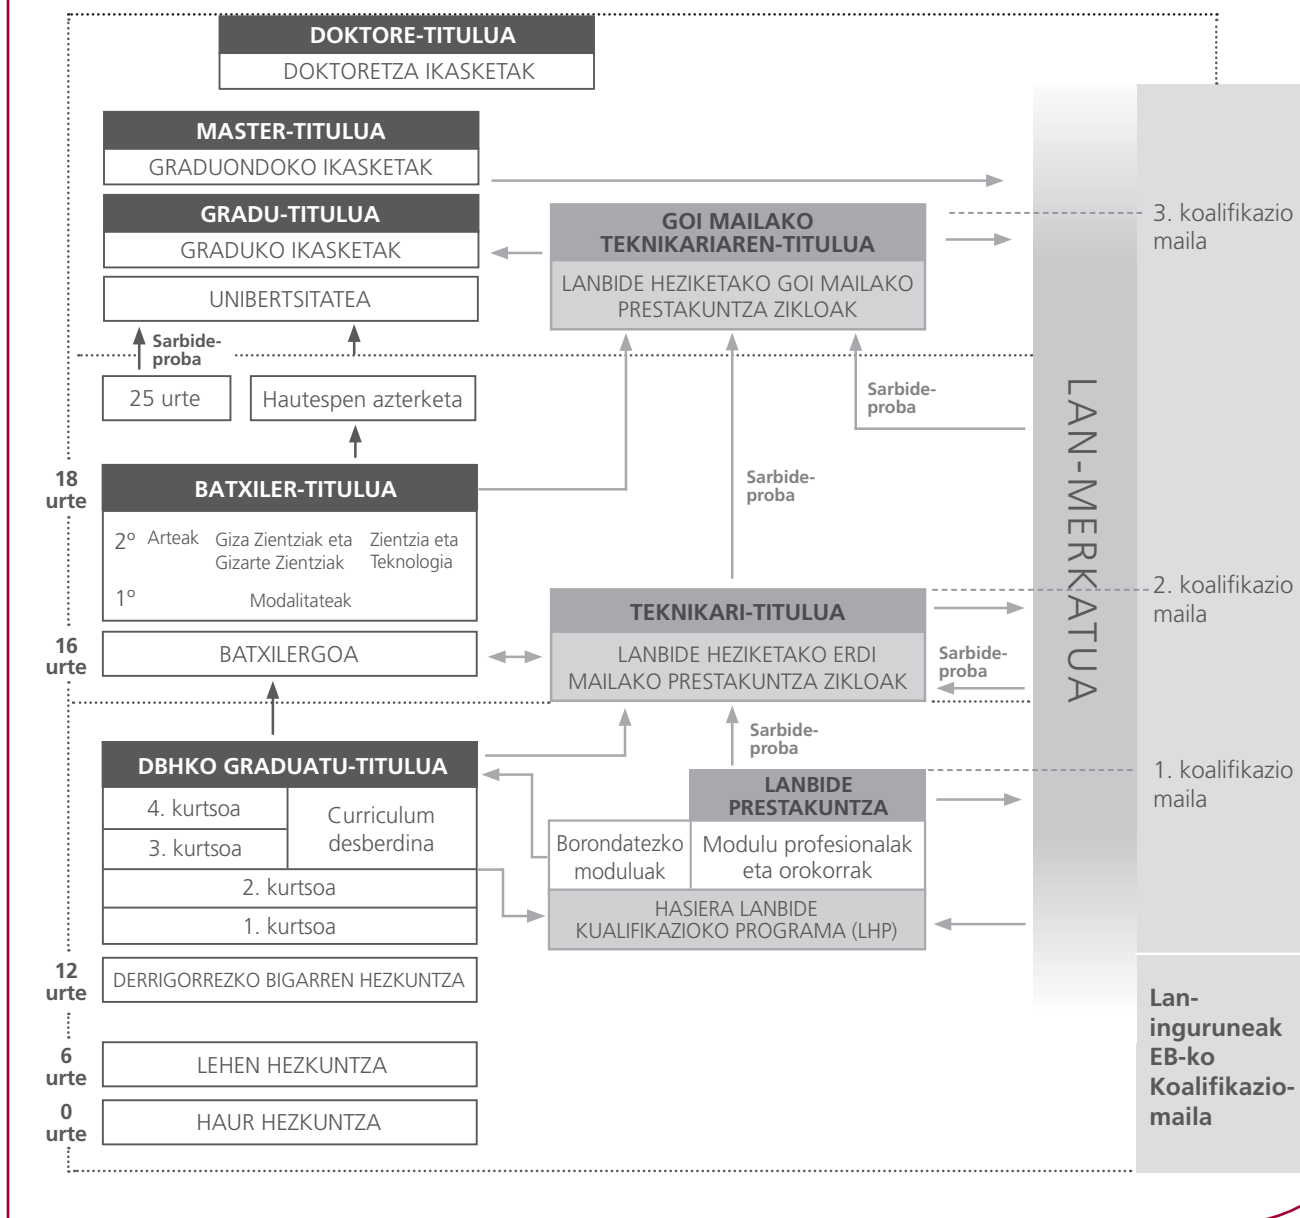 DOKTORE-TITULUA
DOKTORETZA IKASKETAK
MASTER-TITULUA
GRADUONDOKO IKASKETAK
GRADU-TITULUA
GRADUKO IKASKETAK
UNIBERTSITATEA
GOI MAILAKO
TEKNIKARIAREN-TITULUA
LANBIDE HEZIKETAKO GOI MAILAKO
PRESTAKUNTZA ZIKLOAK
3. koalifikazio
maila
Sarbide-
proba
25 urte
Hautespen azterketa
Sarbide-
proba
LAN-MERKATUA
18
urte
BATXILER-TITULUA
Sarbide-
proba
2º Arteak Giza Zientziak eta Zientzia eta
Gizarte Zientziak Teknologia
1º Modalitateak
TEKNIKARI-TITULUA
2. koalifikazio
maila
16
urte
BATXILERGOA
LANBIDE HEZIKETAKO ERDI
MAILAKO PRESTAKUNTZA ZIKLOAK
Sarbide-
proba
Sarbide-
proba
DBHKO GRADUATU-TITULUA
LANBIDE
PRESTAKUNTZA
1. koalifikazio
maila
4. kurtsoa
3. kurtsoa
Curriculum
desberdina
Borondatezko
moduluak
Modulu profesionalak
eta orokorrak
2. kurtsoa
1. kurtsoa
HASIERA LANBIDE
KUALIFIKAZIOKO PROGRAMA (LHP)
12
urte
DERRIGORREZKO BIGARREN HEZKUNTZA
6
urte
LEHEN HEZKUNTZA
0
urte
HAUR HEZKUNTZA
Lan-
inguruneak
EB-ko
Koalifikazio-
maila